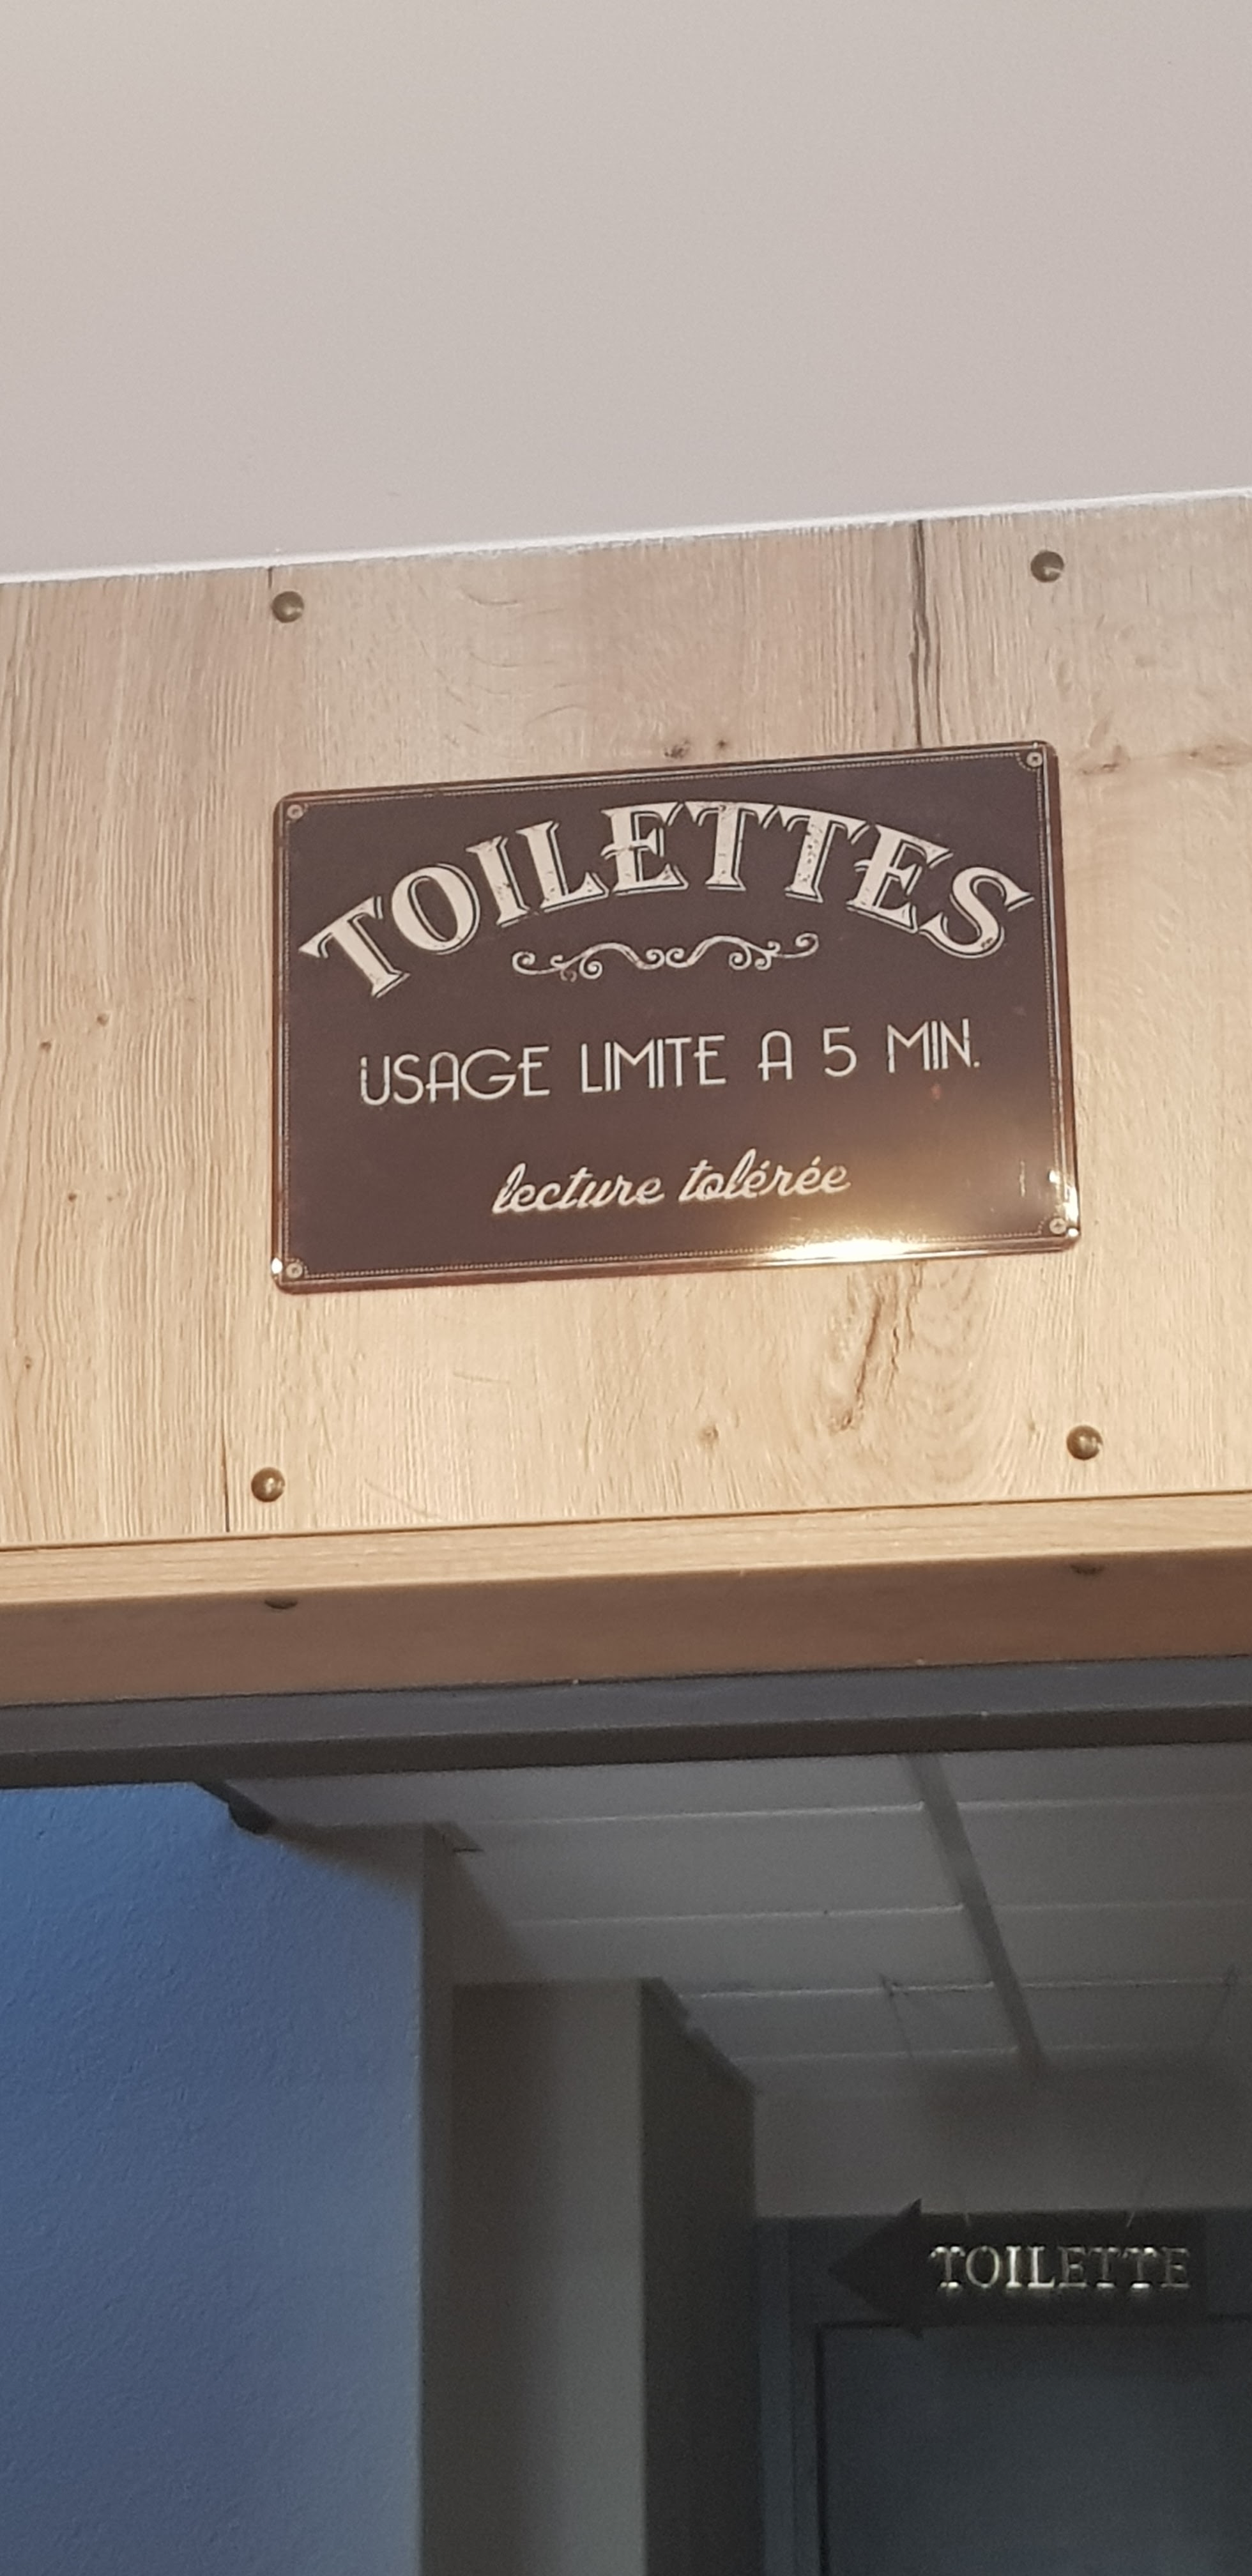 TOILETTES
USAGE LIMITE A 5 MIN.
lecture tolérée
TOILETTE